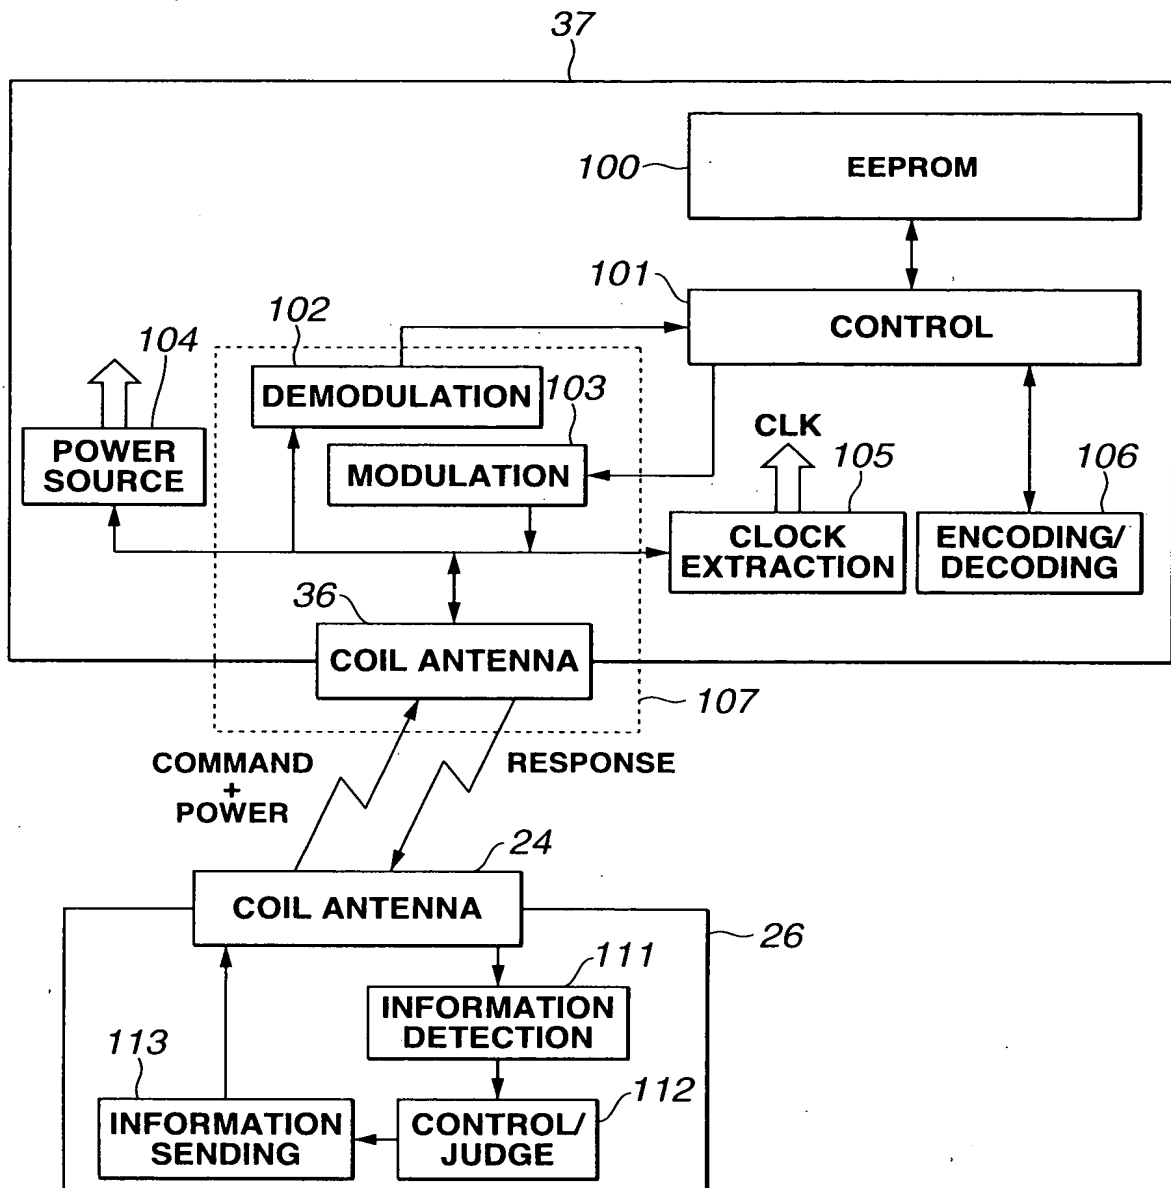 37
100
EEPROM
101
CONTROL
102
104
DEMODULATION
103
POWER
SOURCE
MODULATION
CLK
105
106
CLOCK
EXTRACTION
ENCODING/
DECODING
36
COIL ANTENNA
107
COMMAND
+
POWER
RESPONSE
24
COIL ANTENNA
26
111
INFORMATION
DETECTION
113
112
INFORMATION
SENDING
CONTROL/
JUDGE